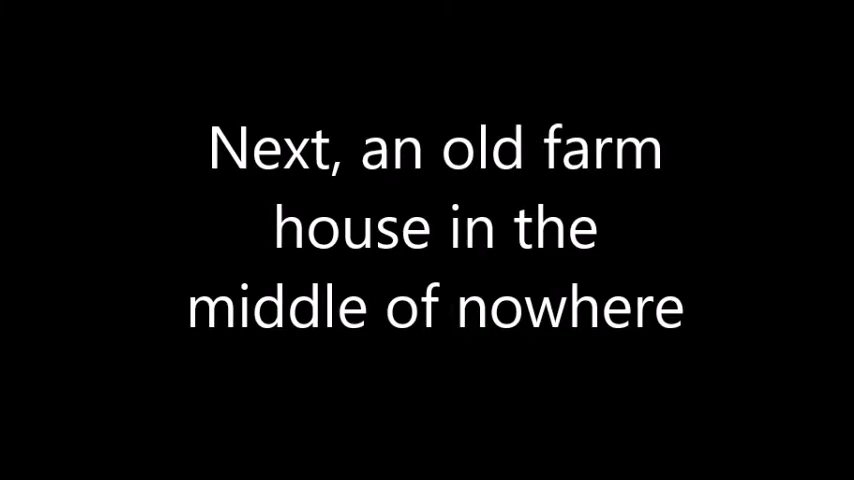 Next, an old farm
house in the
middle of nowhere